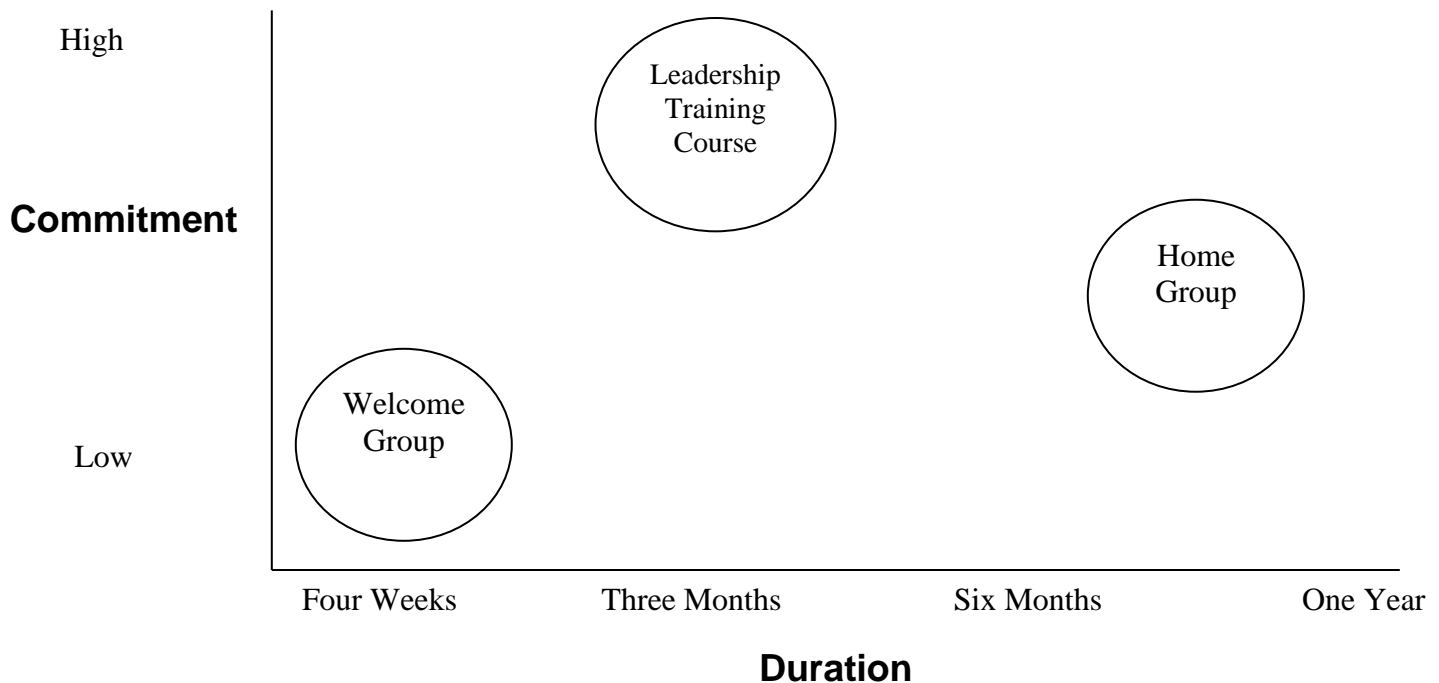 High
Leadership
Training
Course
Commitment
Home
Group
Welcome
Group
Low
Four Weeks
Three Months
Six Months
One Year
Duration